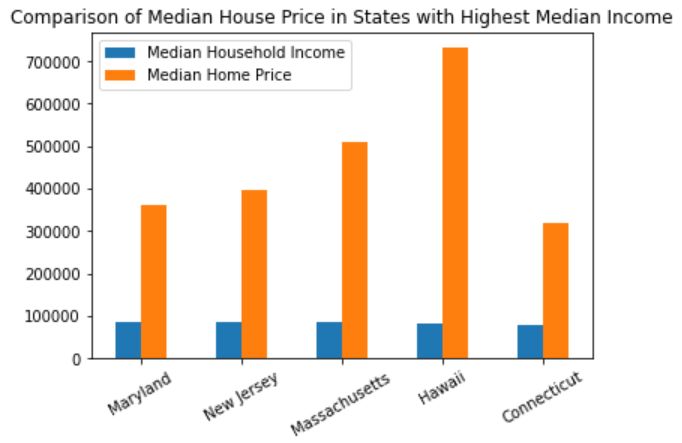 Comparison of Median House Price in States with Highest Median Income
Median Household Income
Median Home Price
700000
600000
500000
400000
300000
200000
100000
0
Maryland
New Jersey
Massachusetts
Hawaii
Connecticut